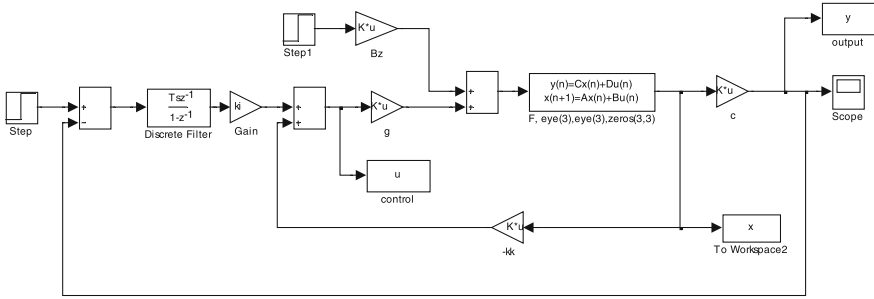 y
output
K*u
Step1
Bz
Step
+
−
Tsz⁻¹
1-z⁻¹
Discrete Filter
ki
Gain
+
+
K*u
g
+
+
y(n)=Cx(n)+Du(n)
x(n+1)=Ax(n)+Bu(n)
F, eye(3),eye(3),zeros(3,3)
K*u
c
Scope
u
control
K*u
-kk
x
To Workspace2